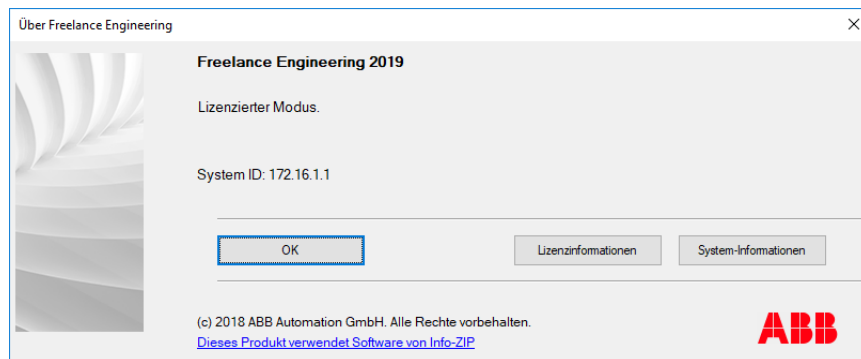 Über Freelance Engineering
Freelance Engineering 2019
Lizenzierter Modus.
System ID: 172.16.1.1
OK
Lizenzinformationen
System-Informationen
(c) 2018 ABB Automation GmbH. Alle Rechte vorbehalten.
Dieses Produkt verwendet Software von Info-ZIP
ABB